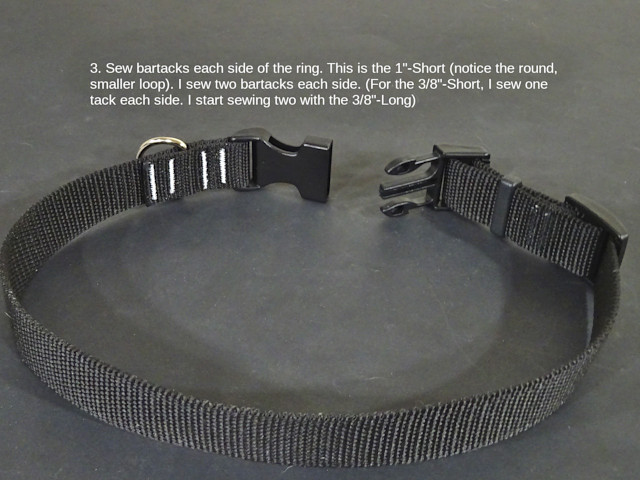 3. Sew bartacks each side of the ring. This is the 1"-Short (notice the round,
smaller loop). I sew two bartacks each side. (For the 3/8"-Short, I sew one
tack each side. I start sewing two with the 3/8"-Long)